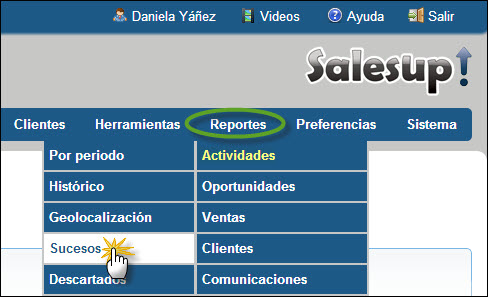 Daniela Yáñez Videos Ayuda Salir
Salesup!
Clientes Herramientas Reportes Preferencias Sistema
Por periodo Actividades
Histórico Oportunidades
Geolocalización Ventas
Sucesos Clientes
Descartados Comunicaciones